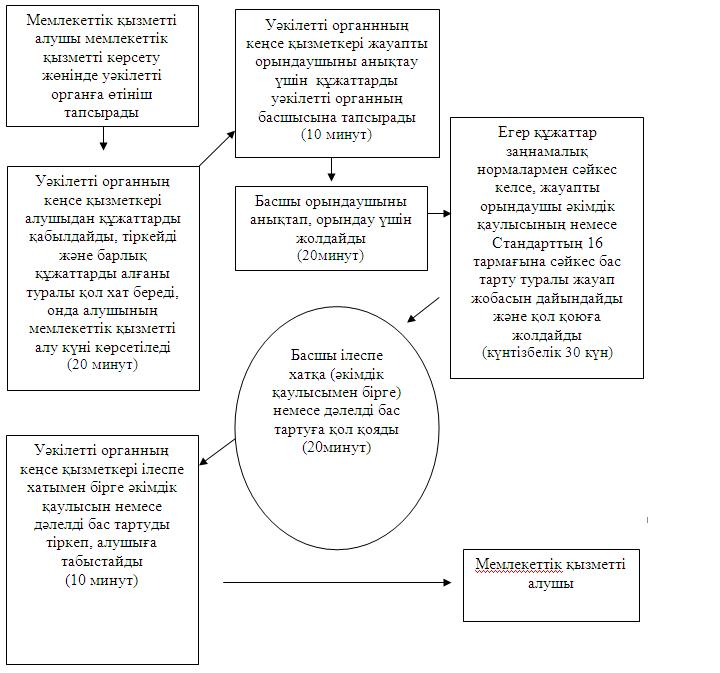 Мемлекеттік қызметті
алушы мемлекеттік
қызметті көрсету
жөнінде уәкілетті
органға өтініш
тапсырады
Уәкілетті органның
кеңсе қызметкері
алушыдан құжаттарды
қабылдайды, тіркейді
және барлық
құжаттарды алғаны
туралы қол хат береді,
онда алушының
мемлекеттік қызметті
алу күні көрсетіледі
(20 минут)
Уәкілетті органнның
кеңсе қызметкері жауапты
орындаушыны анықтау
үшін құжаттарды
уәкілетті органның
басшысына тапсырады
(10 минут)
Басшы орындаушыны
анықтап, орындау үшін
жолдайды
(20минут)
Егер құжаттар
заңнамалық
нормалармен сәйкес
келсе, жауапты
орындаушы әкімдік
қаулысының немесе
Стандарттың 16
тармағына сәйкес бас
тарту туралы жауап
жобасын дайындайды
және қол қоюға
жолдайды
(күнтізбелік 30 күн)
Басшы ілеспе
хатқа (әкімдік
қаулысымен бірге)
немесе дәлелді бас
тартуға қол қояды
(20минут)
Уәкілетті органның
кеңсе қызметкері ілеспе
хатымен бірге әкімдік
қаулысын немесе
дәлелді бас тартуды
тіркеп, алушыға
табыстайды
(10 минут)
Мемлекеттік қызметті
алушы